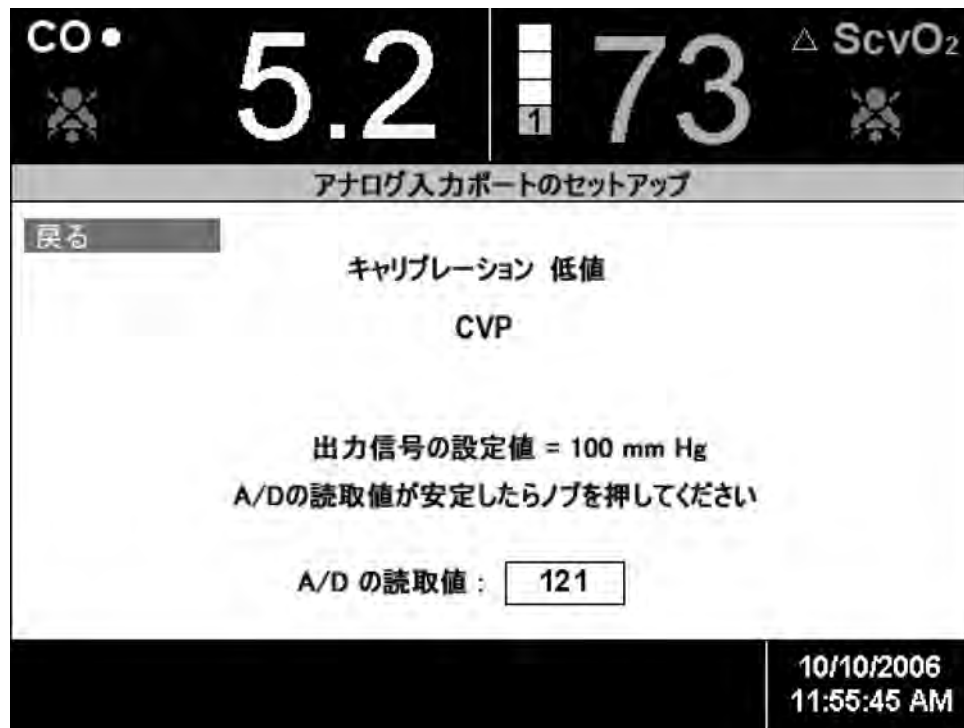 CO● 5.2 1 73 △ ScvO₂
アナログ入力ポートのセットアップ
戻る
キャリブレーション 低値
CVP
出力信号の設定値 = 100 mm Hg
A/Dの読取値が安定したらノブを押してください
A/D の読取値 : 121
10/10/2006
11:55:45 AM